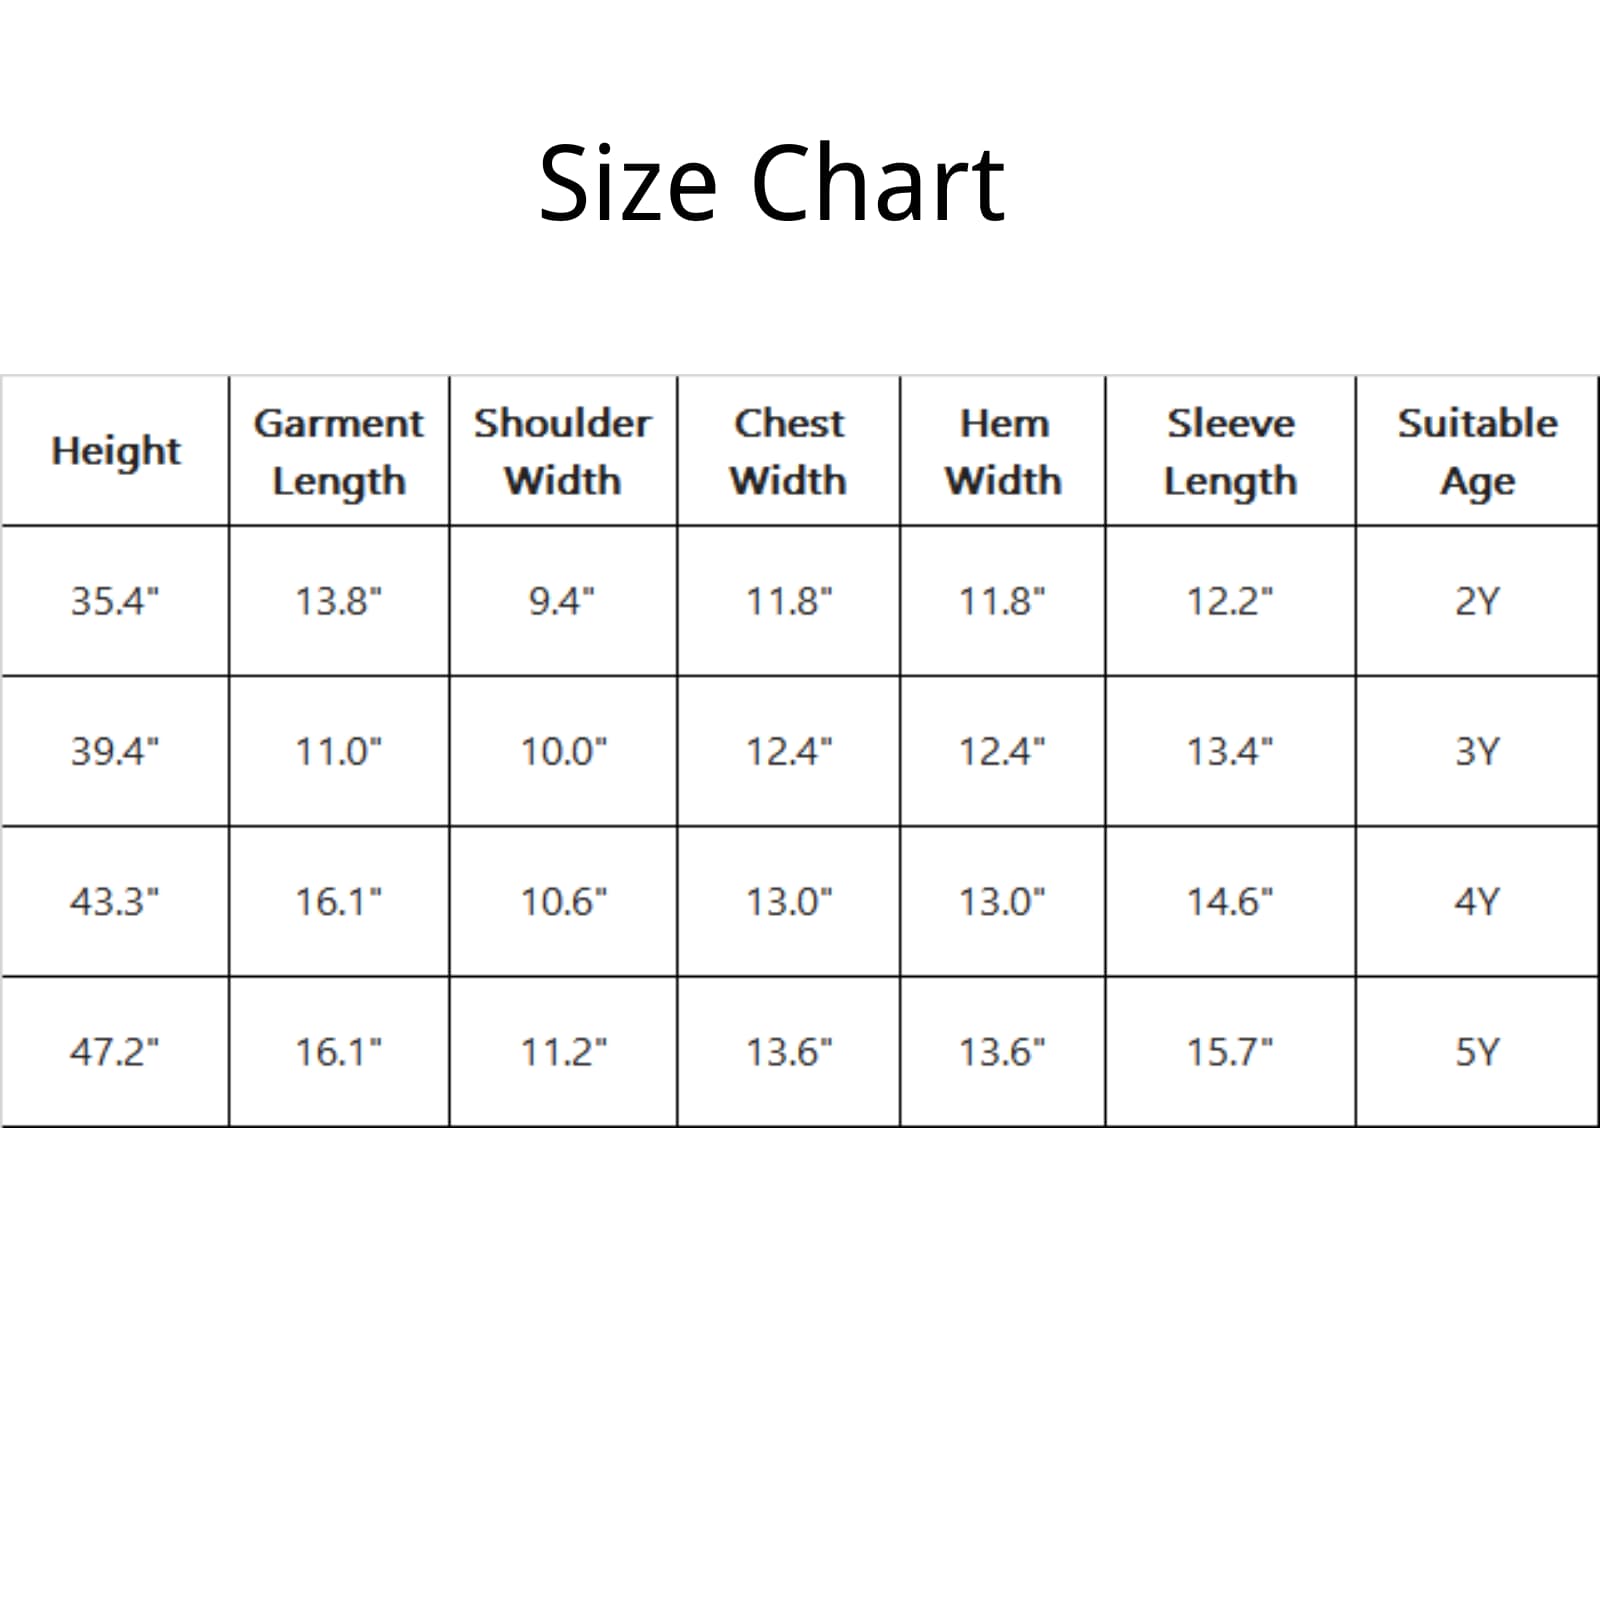 Size Chart
Height Garment Length Shoulder Width Chest Width Hem Width Sleeve Length Suitable Age
35.4" 13.8" 9.4" 11.8" 11.8" 12.2" 2Y
39.4" 11.0" 10.0" 12.4" 12.4" 13.4" 3Y
43.3" 16.1" 10.6" 13.0" 13.0" 14.6" 4Y
47.2" 16.1" 11.2" 13.6" 13.6" 15.7" 5Y